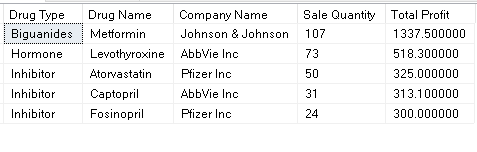 Drug Type Drug Name Company Name Sale Quantity Total Profit
Biguanides Metformin Johnson & Johnson 107 1337.500000
Hormone Levothyroxine AbbVie Inc 73 518.300000
Inhibitor Atorvastatin Pfizer Inc 50 325.000000
Inhibitor Captopril AbbVie Inc 31 313.100000
Inhibitor Fosinopril Pfizer Inc 24 300.000000